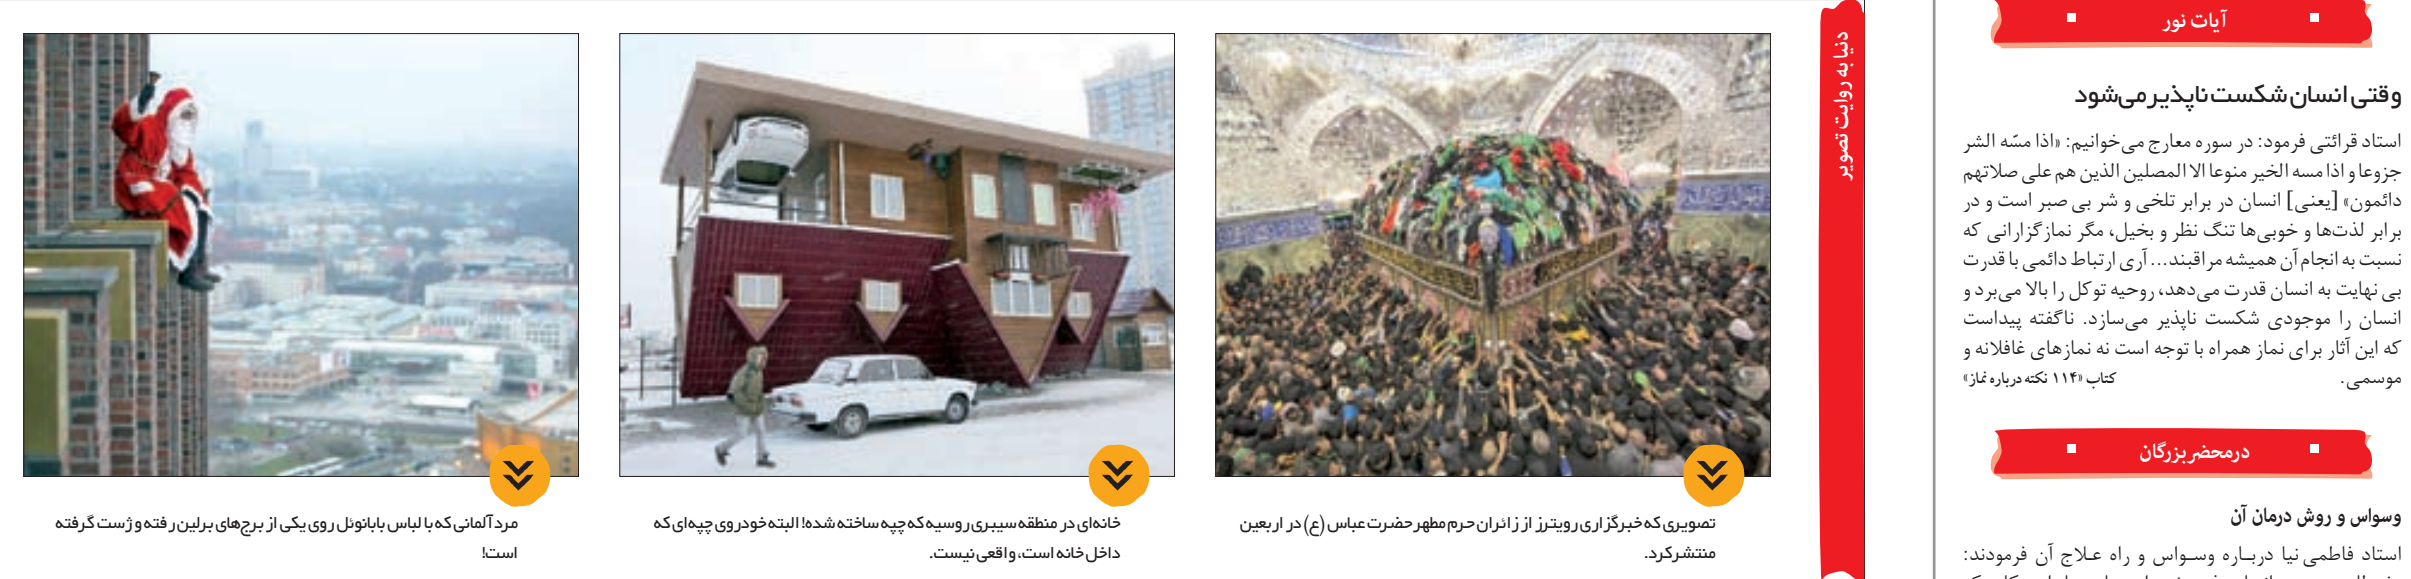 آیات نور
وقتی انسان شکست ناپذیر می‌شود
استاد قرائتی فرمود: در سوره معارج می‌خوانیم: «اذا مسّه الشر
جزوعا و اذا مسه الخیر منوعا الا المصلین الذین هم علی صلاتهم
دائمون» [یعنی] انسان در برابر تلخی و شر بی صبر است و در
برابر لذت‌ها و خوبی‌ها تنگ نظر و بخیل، مگر نمازگزارانی که
نسبت به انجام آن همیشه مراقبند... آری ارتباط دائمی با قدرت
بی نهایت به انسان قدرت می‌دهد، روحیه توکل را بالا می‌برد و
انسان را موجودی شکست ناپذیر می‌سازد. ناگفته پیداست
که این آثار برای نماز همراه با توجه است نه نمازهای غافلانه و
موسمی. کتاب «۱۱۴ نکته درباره نماز»
درمحضر بزرگان
وسواس و روش درمان آن
استاد فاطمی نیا درباره وسواس و راه علاج آن فرمودند:
دنیا به روایت تصویر
تصویری که خبرگزاری رویترز از زائران حرم مطهر حضرت عباس (ع) در اربعین
منتشر کرد.
خانه‌ای در منطقه سیبری روسیه که چپه ساخته شده! البته خودروی چپه‌ای که
داخل خانه است، واقعی نیست.
مرد آلمانی که با لباس بابانوئل روی یکی از برج‌های برلین رفته و ژست گرفته
است!